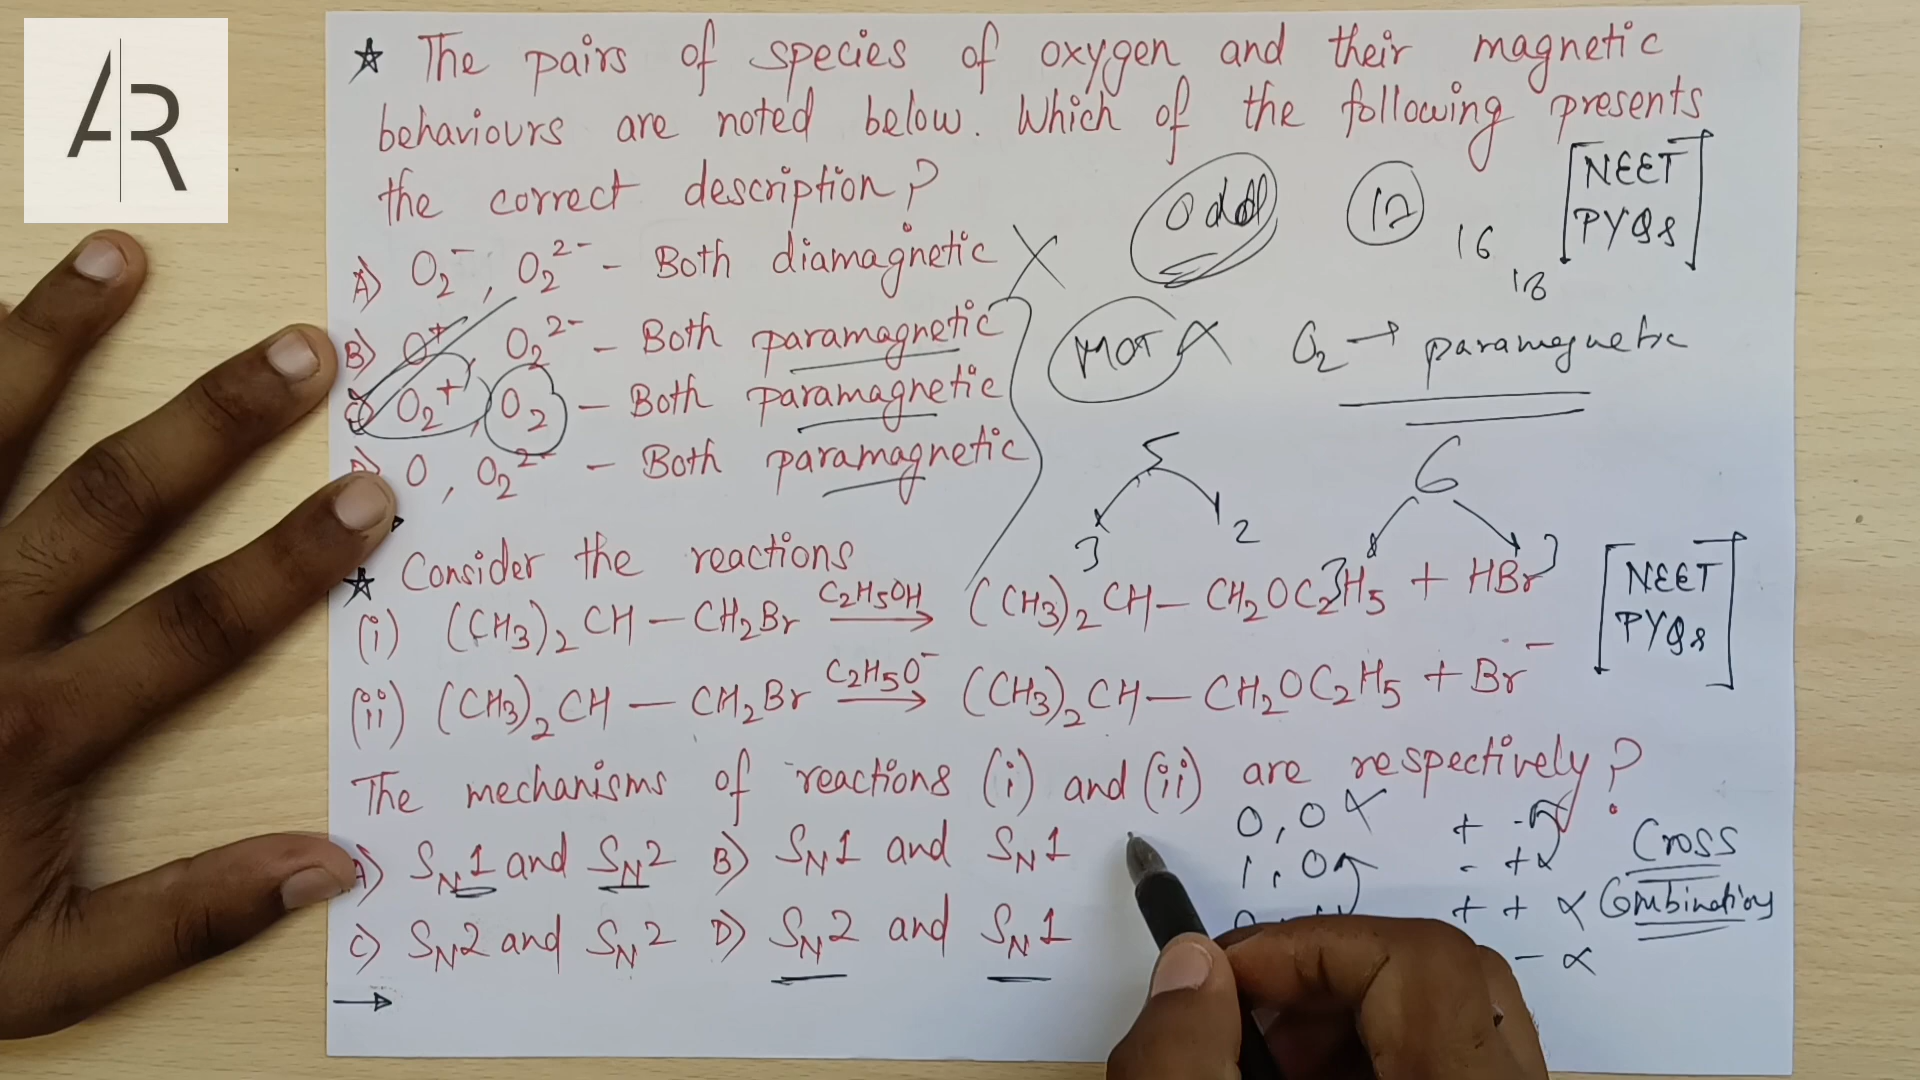 AR
★ The pairs of species of oxygen and their magnetic
behaviours are noted below. Which of the following presents
the correct description?
A) O₂⁻, O₂²⁻ - Both diamagnetic X
B) O⁺, O₂²⁻ - Both paramagnetic
C) O₂⁺, O₂ - Both paramagnetic
D) O, O₂²⁻ - Both paramagnetic
Odd
12
16
18
[NEET
PYQs]
MOT X
O₂ → paramagnetic
5
3 2
6
3 3
★ Consider the reactions
(i) (CH3)₂CH - CH₂Br C2H5OH → (CH3)₂CH - CH₂OC₂H5 + HBr
(ii) (CH3)₂CH - CH₂Br C2H5O⁻ → (CH3)₂CH - CH₂OC₂H5 + Br⁻
[NEET
PYQs]
The mechanisms of reactions (i) and (ii) are respectively?
A) SN1 and SN2 B) SN1 and SN1
C) SN2 and SN2 D) SN2 and SN1
0, 0 X
1, 0
+ -
- +
+ + X
- X
Cross
Combinations